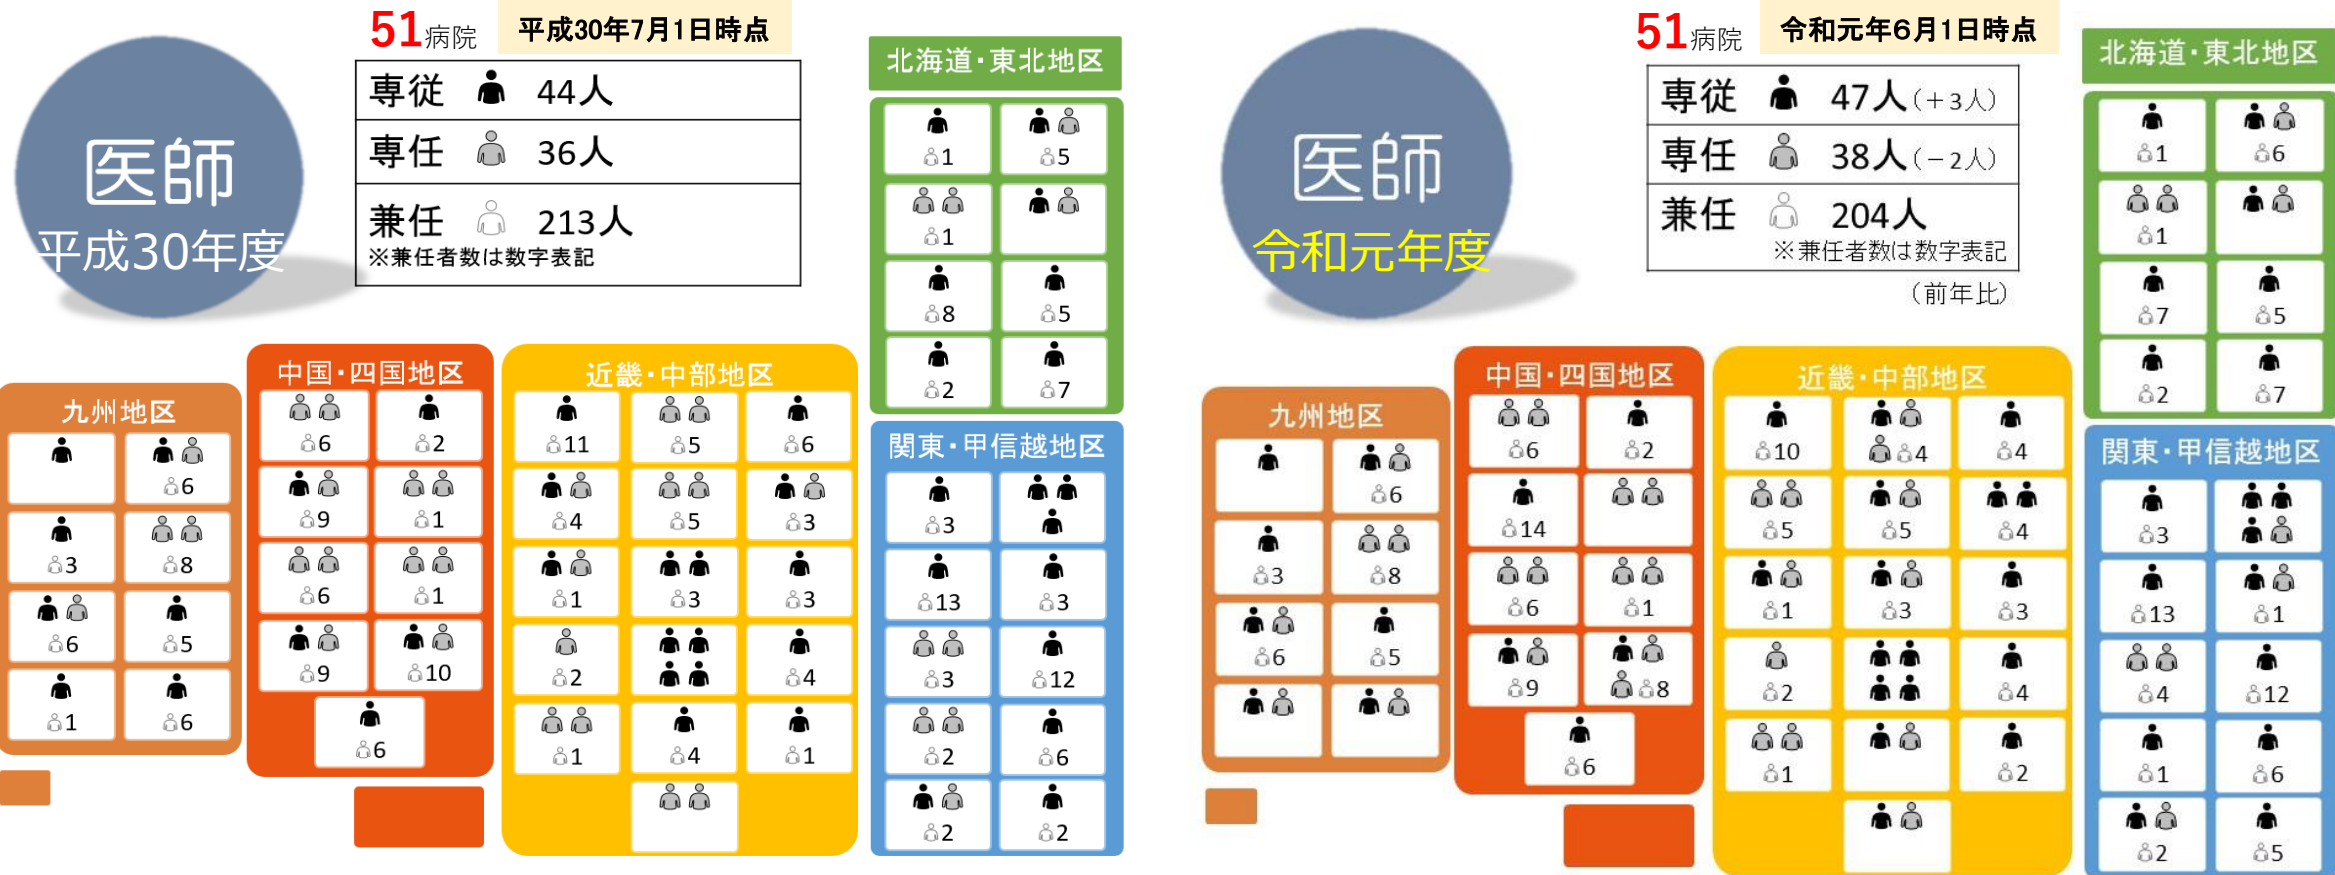 51病院
平成30年7月1日時点
医師
平成30年度
専従 44人
専任 36人
兼任 213人
※兼任者数は数字表記
北海道・東北地区
1 5
1
8 5
2 7
関東・甲信越地区
3
13 3
3 12
2 6
2 2
近畿・中部地区
11 5 6
4 5 3
1 3 3
2 4
1 4 1
中国・四国地区
6 2
9 1
6 1
9 10
6
九州地区
6
3 8
6 5
1 6
51病院
令和元年6月1日時点
医師
令和元年度
専従 47人(+3人)
専任 38人(-2人)
兼任 204人
※兼任者数は数字表記
(前年比)
北海道・東北地区
1 6
1
7 5
2 7
関東・甲信越地区
3
13 1
4 12
1 6
2 5
近畿・中部地区
10 4 4
5 5 4
1 3 3
2 4
1 2
中国・四国地区
6 2
14
6 1
9 8
6
九州地区
6
3 8
6 5